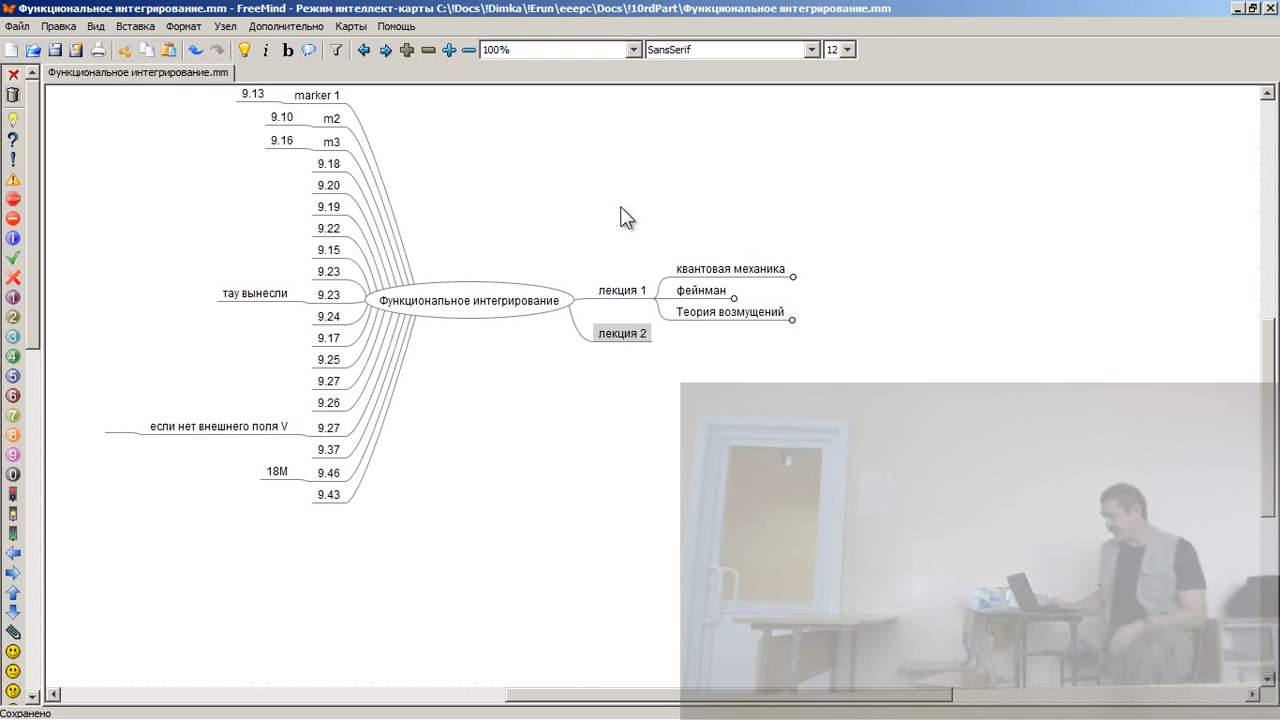 Функциональное интегрирование.mm - FreeMind - Режим интеллект-карты C:\!Docs\!Dimka\!Erun\eeepc\Docs\!10rdPart\Функциональное интегрирование.mm
Файл Правка Вид Вставка Формат Узел Дополнительно Карты Помощь
100% SansSerif 12
Функциональное интегрирование.mm
9.13 marker 1
9.10 m2
9.16 m3
9.18
9.20
9.19
9.22
9.15
9.23
тау вынесли 9.23
9.24
9.17
9.25
9.27
9.26
если нет внешнего поля V 9.27
9.37
18М 9.46
9.43
Функциональное интегрирование
лекция 1
квантовая механика
фейнман
Теория возмущений
лекция 2
Сохранено